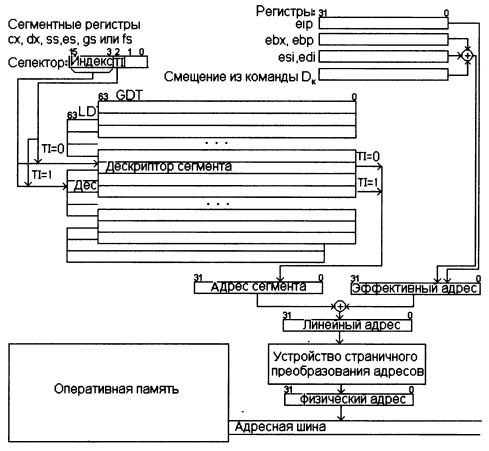 Сегментные регистры
cx, dx, ss,es, gs или fs
Селектор:
15 3 2 1 0
Индекс TI
Регистры:
31 0
eip
ebx, ebp
esi,edi
Смещение из команды Dк
63 GDT 0
63 LDT
TI=0
TI=1
Дескриптор сегмента
Дес
TI=0
TI=1
. . .
. . .
31 0
Адрес сегмента
31 0
Эффективный адрес
31 0
Линейный адрес
Устройство страничного
преобразования адресов
31 0
физический адрес
Оперативная память
Адресная шина